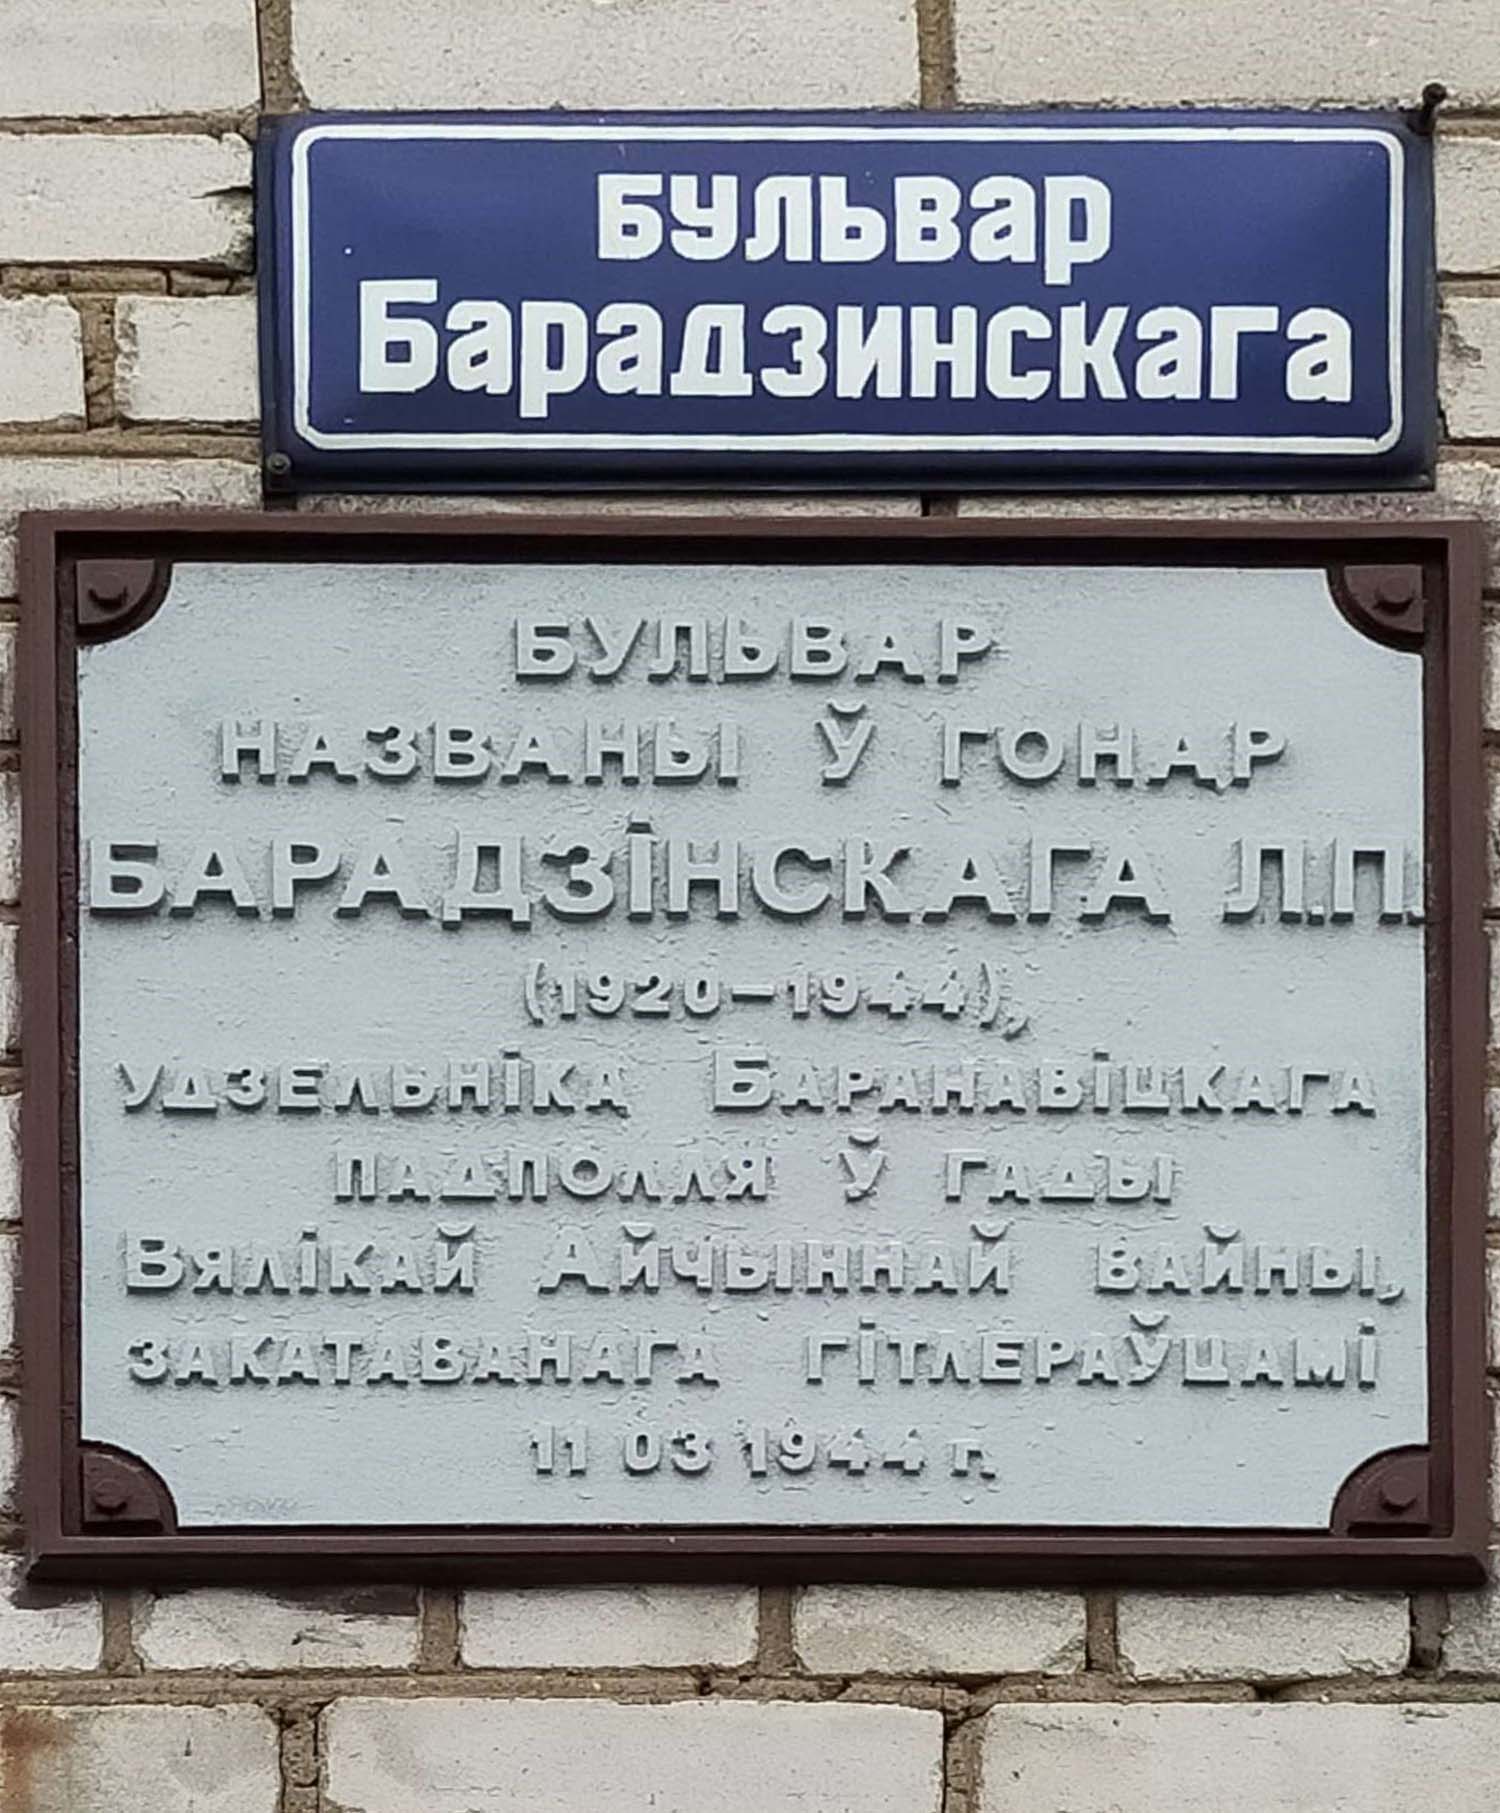 Бульвар
Барадзинскага
БУЛЬВАР
НАЗВАНЫ Ў ГОНАР
БАРАДЗІНСКАГА Л.П.
(1920–1944),
УДЗЕЛЬНІКА БАРАНАВІЦКАГА
ПАДПОЛЛЯ Ў ГАДЫ
ВЯЛІКАЙ АЙЧЫННАЙ ВАЙНЫ,
ЗАКАТАВАНАГА ГІТЛЕРАЎЦАМІ
11 03 1944 г.